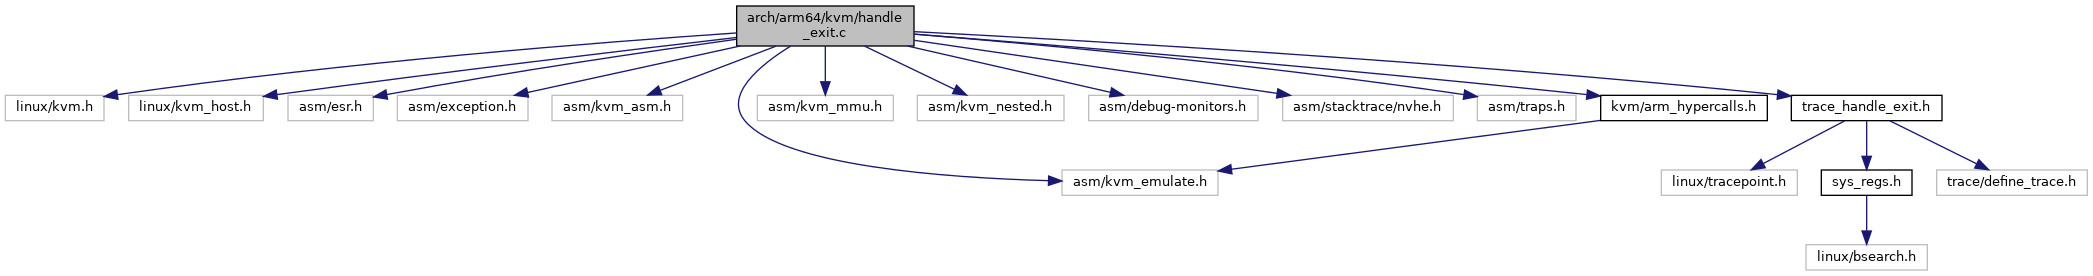 arch/arm64/kvm/handle
_exit.c
linux/kvm.h
linux/kvm_host.h
asm/esr.h
asm/exception.h
asm/kvm_asm.h
asm/kvm_mmu.h
asm/kvm_nested.h
asm/debug-monitors.h
asm/stacktrace/nvhe.h
asm/traps.h
kvm/arm_hypercalls.h
trace_handle_exit.h
asm/kvm_emulate.h
linux/tracepoint.h
sys_regs.h
trace/define_trace.h
linux/bsearch.h